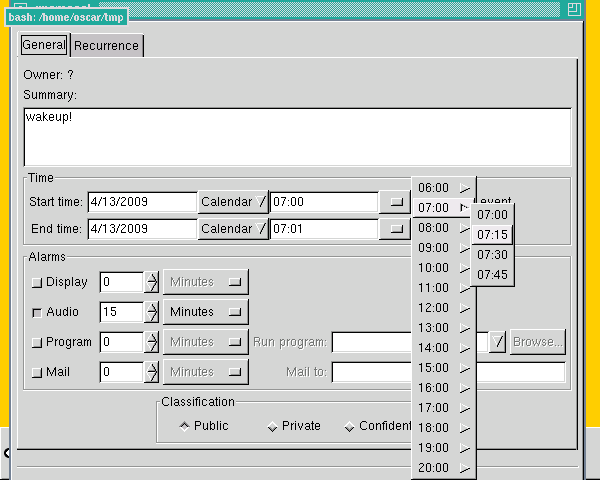 bash: /home/oscar/tmp
General Recurrence
Owner: ?
Summary:
wakeup!
Time
Start time: 4/13/2009 Calendar 07:00
End time: 4/13/2009 Calendar 07:01
event
06:00
07:00
08:00
09:00
10:00
11:00
12:00
13:00
14:00
15:00
16:00
17:00
18:00
19:00
20:00
07:00
07:15
07:30
07:45
Alarms
Display 0 Minutes
Audio 15 Minutes
Program 0 Minutes Run program: Browse...
Mail 0 Minutes Mail to:
Classification
Public Private Confident